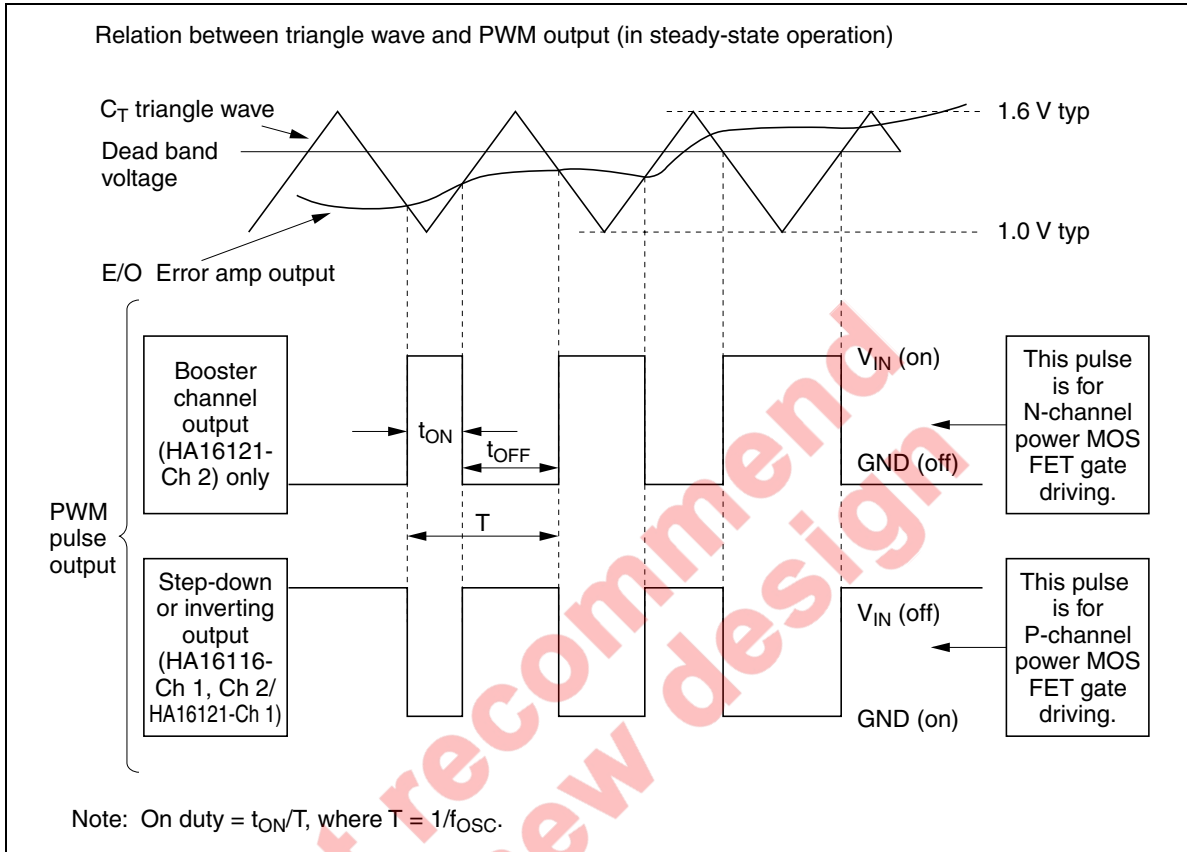 Relation between triangle wave and PWM output (in steady-state operation)
C_T triangle wave
Dead band
voltage
1.6 V typ
1.0 V typ
E/O Error amp output
PWM
pulse
output
Booster
channel
output
(HA16121-
Ch 2) only
t_ON
t_OFF
T
V_IN (on)
GND (off)
This pulse
is for
N-channel
power MOS
FET gate
driving.
Step-down
or inverting
output
(HA16116-
Ch 1, Ch 2/
HA16121-Ch 1)
V_IN (off)
GND (on)
This pulse
is for
P-channel
power MOS
FET gate
driving.
Note: On duty = t_ON/T, where T = 1/f_OSC.
t recommend
ew design